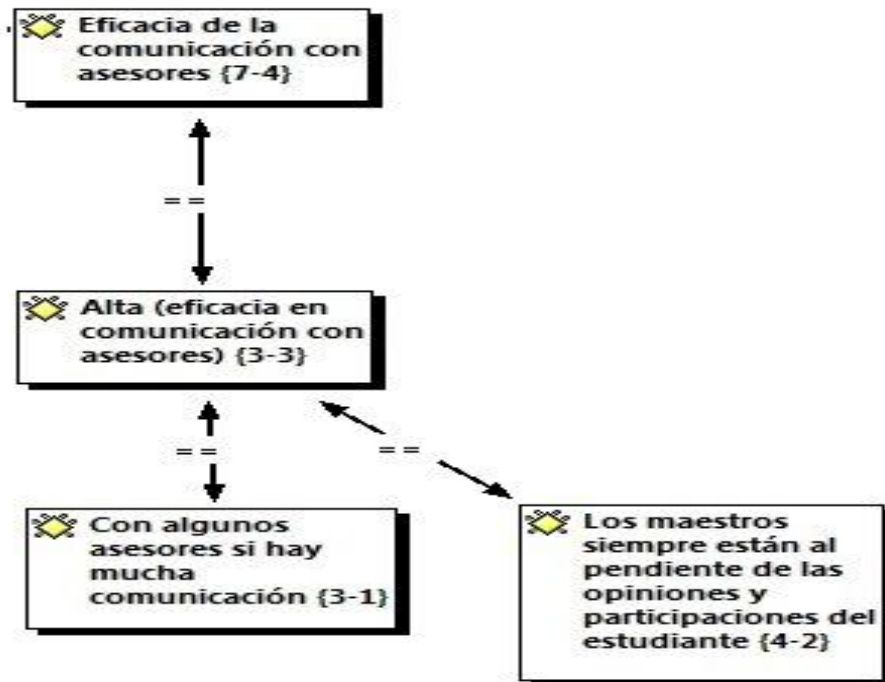 Eficacia de la
comunicación con
asesores {7-4}
==
Alta (eficacia en
comunicación con
asesores) {3-3}
==
==
Con algunos
asesores si hay
mucha
comunicación {3-1}
Los maestros
siempre están al
pendiente de las
opiniones y
participaciones del
estudiante {4-2}